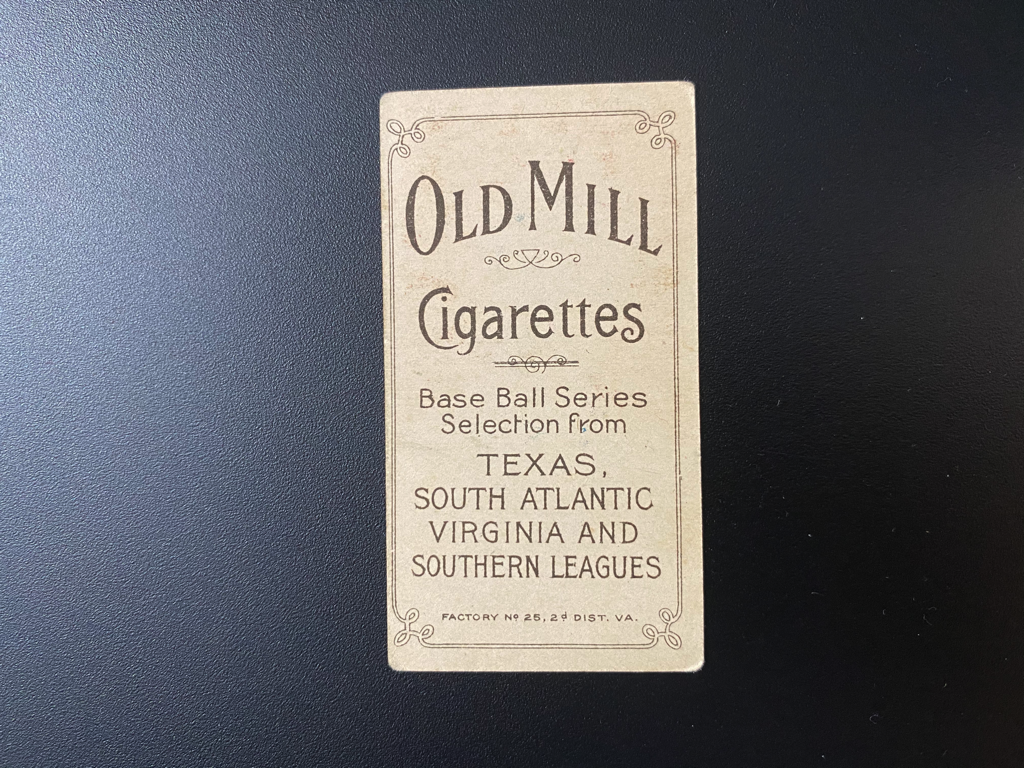 OLD MILL
Cigarettes
Base Ball Series
Selection from
TEXAS,
SOUTH ATLANTIC
VIRGINIA AND
SOUTHERN LEAGUES
FACTORY Nº 25, 2d DIST. VA.